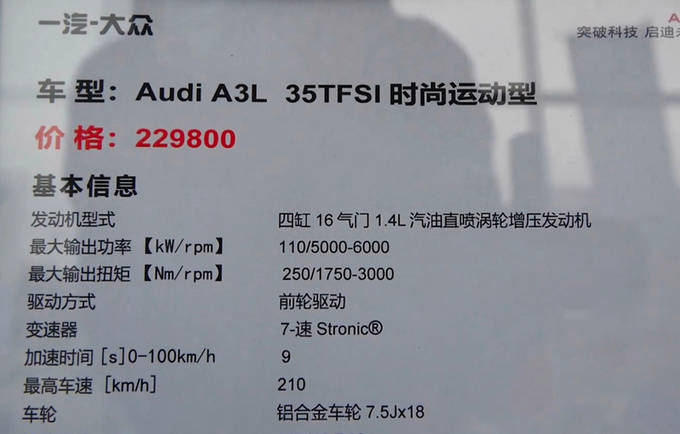 一汽-大众
突破科技 启迪
车 型：Audi A3L 35TFSI 时尚运动型
价 格：229800
基本信息
发动机型式 四缸 16 气门 1.4L 汽油直喷涡轮增压发动机
最大输出功率【kW/rpm】 110/5000-6000
最大输出扭矩【Nm/rpm】 250/1750-3000
驱动方式 前轮驱动
变速器 7-速 Stronic®
加速时间 [s]0-100km/h 9
最高车速 [km/h] 210
车轮 铝合金车轮 7.5Jx18